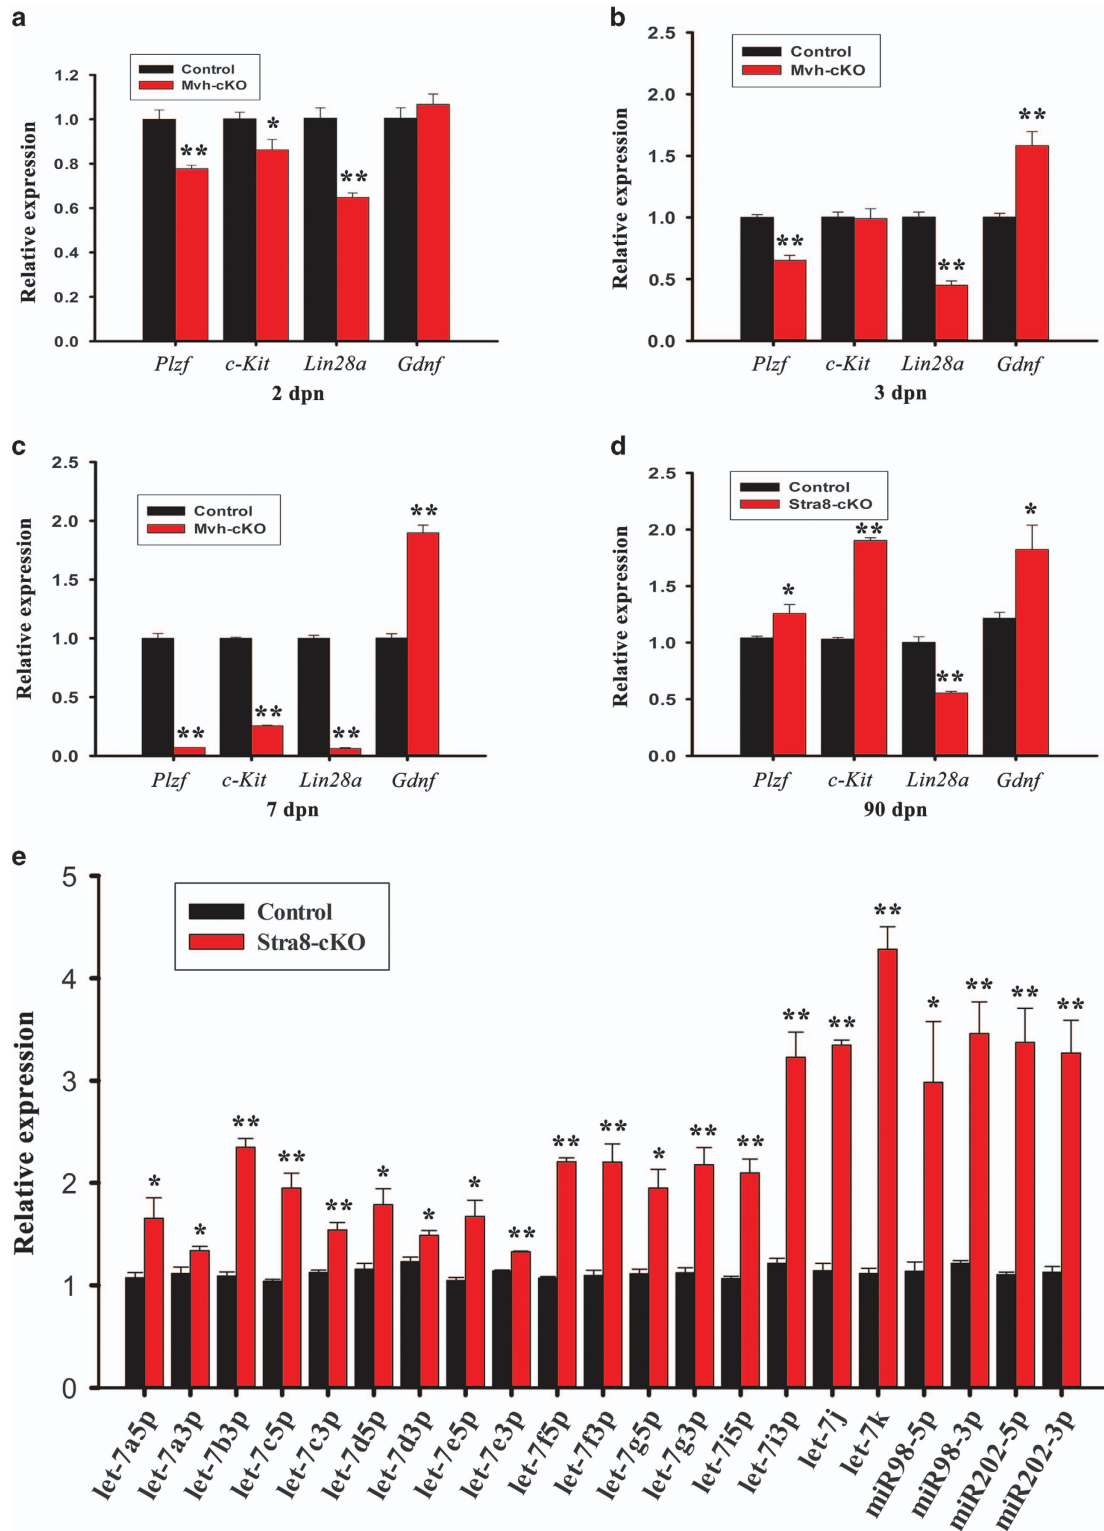 a
Control
Mvh-cKO
Relative expression
1.2
1.0
0.8
0.6
0.4
0.2
0.0
**
*
**
Plzf c-Kit Lin28a Gdnf
2 dpn
b
Control
Mvh-cKO
Relative expression
2.5
2.0
1.5
1.0
0.5
0.0
**
**
**
Plzf c-Kit Lin28a Gdnf
3 dpn
c
Control
Mvh-cKO
Relative expression
2.5
2.0
1.5
1.0
0.5
0.0
**
**
**
**
Plzf c-Kit Lin28a Gdnf
7 dpn
d
Control
Stra8-cKO
Relative expression
2.5
2.0
1.5
1.0
0.5
0.0
*
**
**
*
Plzf c-Kit Lin28a Gdnf
90 dpn
e
Control
Stra8-cKO
Relative expression
5
4
3
2
1
0
* * ** ** ** * * * ** ** ** * ** ** ** ** ** * ** ** **
let-7a5p
let-7a3p
let-7b3p
let-7c5p
let-7c3p
let-7d5p
let-7d3p
let-7e5p
let-7e3p
let-7f5p
let-7f3p
let-7g5p
let-7g3p
let-7i5p
let-7i3p
let-7j
let-7k
miR98-5p
miR98-3p
miR202-5p
miR202-3p